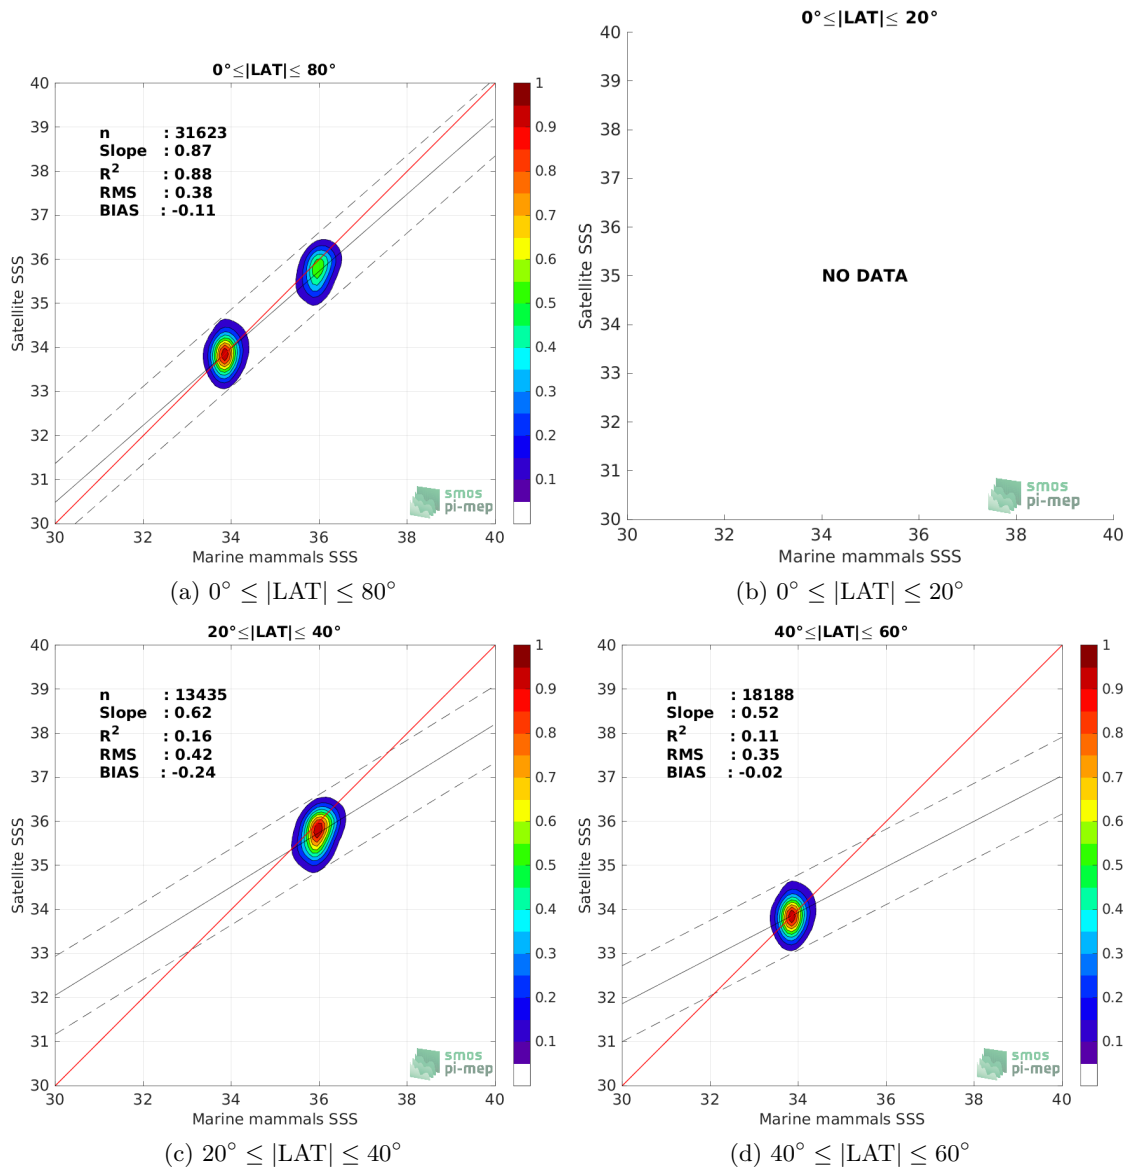 0°≤|LAT|≤ 80°
n : 31623
Slope : 0.87
R² : 0.88
RMS : 0.38
BIAS : -0.11
40
39
38
37
36
35
34
33
32
31
30
30
32
34
36
38
40
Satellite SSS
Marine mammals SSS
1
0.9
0.8
0.7
0.6
0.5
0.4
0.3
0.2
0.1
smos
pi-mep
(a) 0° ≤ |LAT| ≤ 80°
0°≤|LAT|≤ 20°
40
39
38
37
36
35
34
33
32
31
30
30
32
34
36
38
40
Satellite SSS
NO DATA
Marine mammals SSS
smos
pi-mep
(b) 0° ≤ |LAT| ≤ 20°
20°≤|LAT|≤ 40°
n : 13435
Slope : 0.62
R² : 0.16
RMS : 0.42
BIAS : -0.24
40
39
38
37
36
35
34
33
32
31
30
30
32
34
36
38
40
Satellite SSS
Marine mammals SSS
1
0.9
0.8
0.7
0.6
0.5
0.4
0.3
0.2
0.1
smos
pi-mep
(c) 20° ≤ |LAT| ≤ 40°
40°≤|LAT|≤ 60°
n : 18188
Slope : 0.52
R² : 0.11
RMS : 0.35
BIAS : -0.02
40
39
38
37
36
35
34
33
32
31
30
30
32
34
36
38
40
Satellite SSS
Marine mammals SSS
1
0.9
0.8
0.7
0.6
0.5
0.4
0.3
0.2
0.1
smos
pi-mep
(d) 40° ≤ |LAT| ≤ 60°